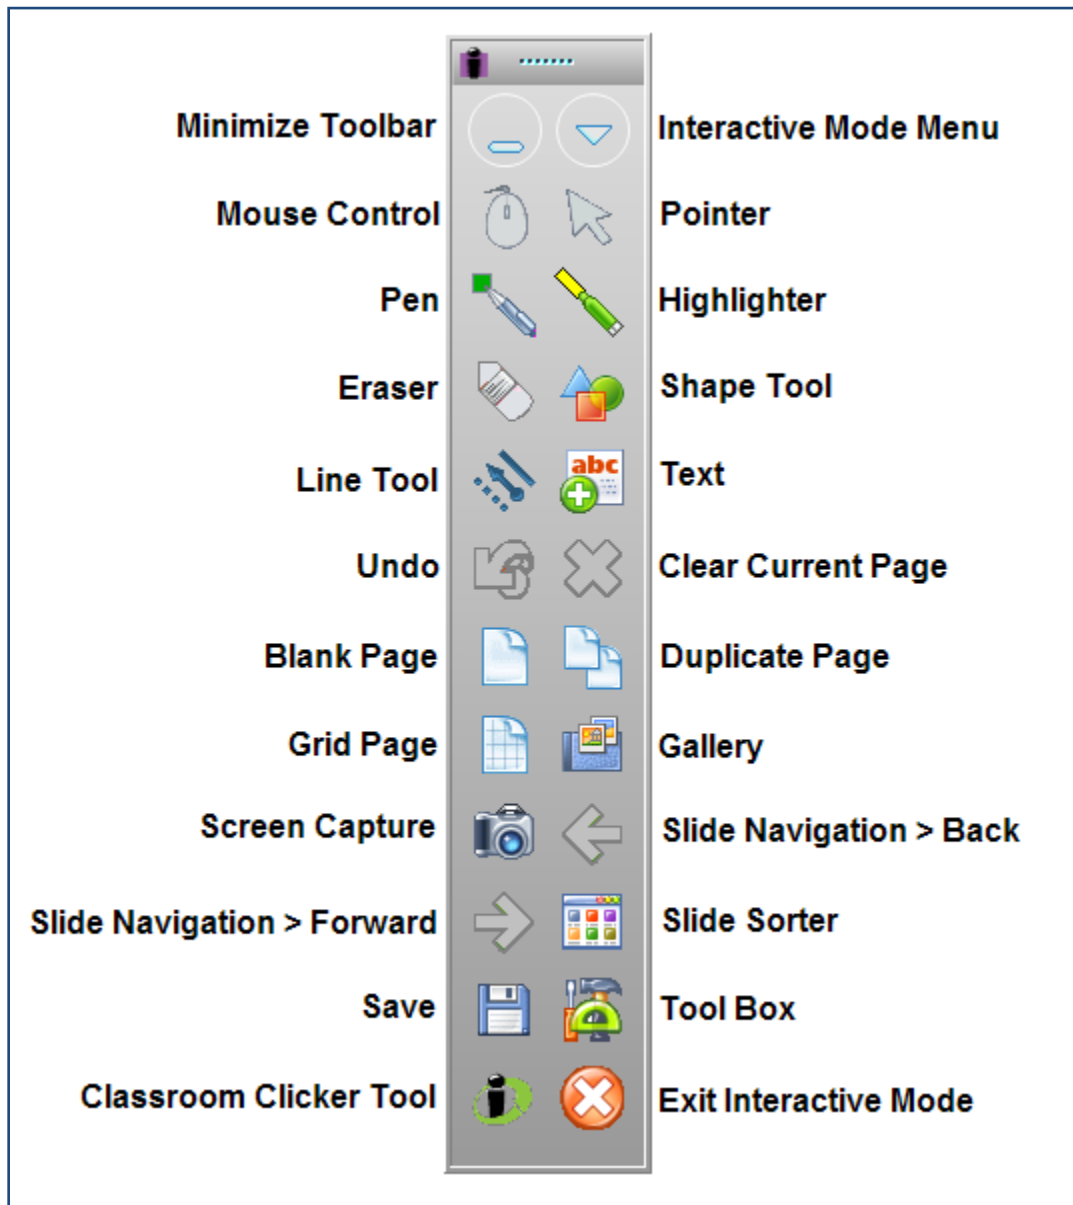 Minimize Toolbar
Interactive Mode Menu
Mouse Control
Pointer
Pen
Highlighter
Eraser
Shape Tool
Line Tool
abc
Text
Undo
Clear Current Page
Blank Page
Duplicate Page
Grid Page
Gallery
Screen Capture
Slide Navigation > Back
Slide Navigation > Forward
Slide Sorter
Save
Tool Box
Classroom Clicker Tool
Exit Interactive Mode